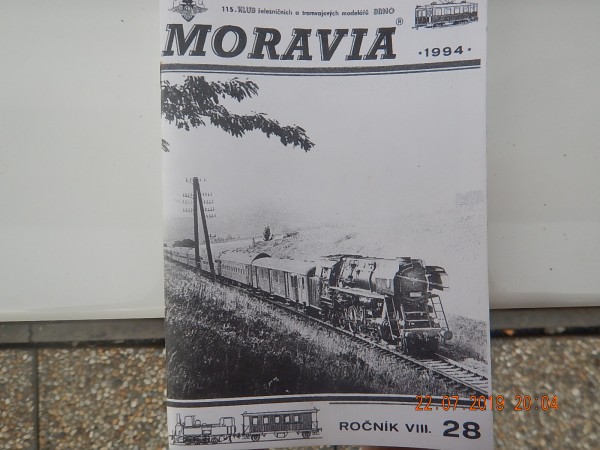 115. KLUB železničních a tramvajových modelářů BRNO
MORAVIA®
·1994·
22.07.2018 20:04
ROČNÍK VIII. 28